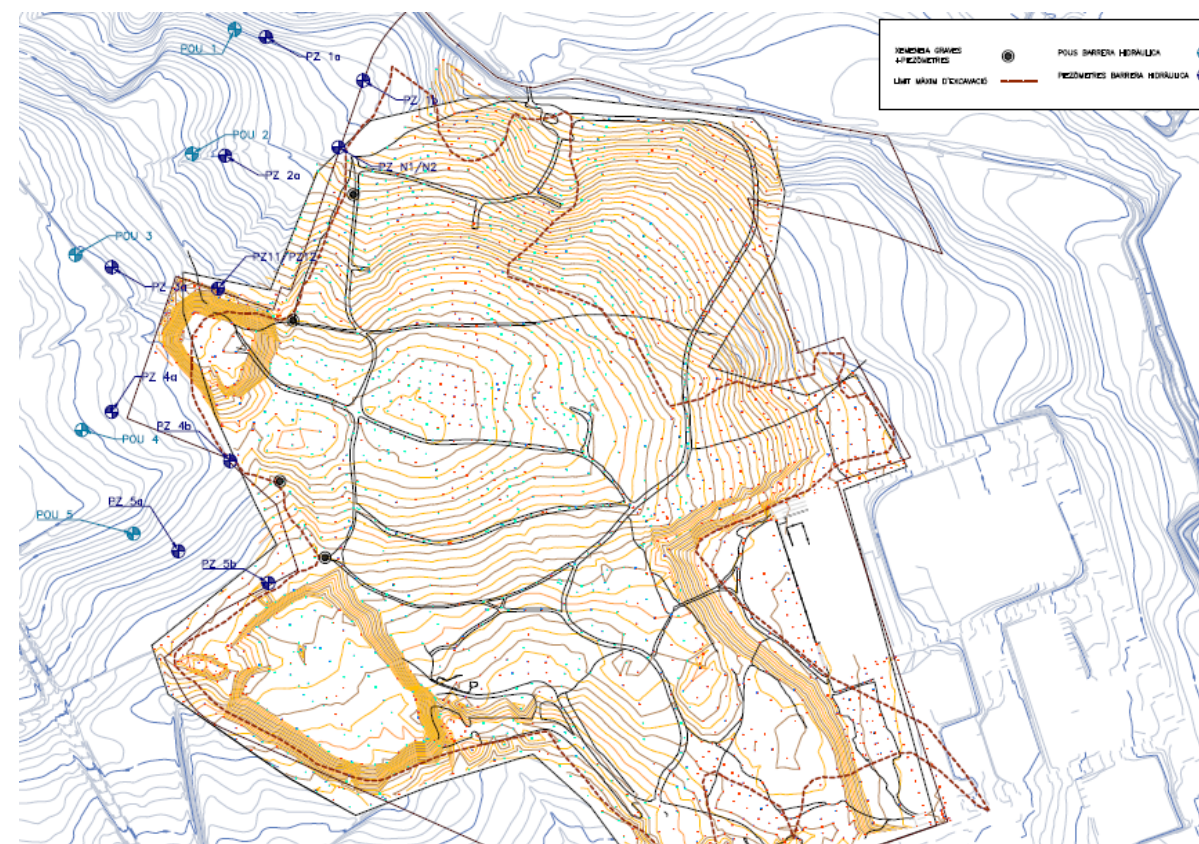 XEMENEIA GRAVES
4-PIEZÒMETRES
LÍMIT MÀXIM D'EXCAVACIÓ
POUS BARRERA HIDRÀULICA
PIEZÒMETRES BARRERA HIDRÀULICA
POU 1
PZ 1a
PZ 1b
POU 2
PZ 2a
PZ N1/N2
POU 3
PZ 3a
PZ11/PZ12
PZ 4a
POU 4
PZ 4b
PZ 5a
POU 5
PZ 5b
P